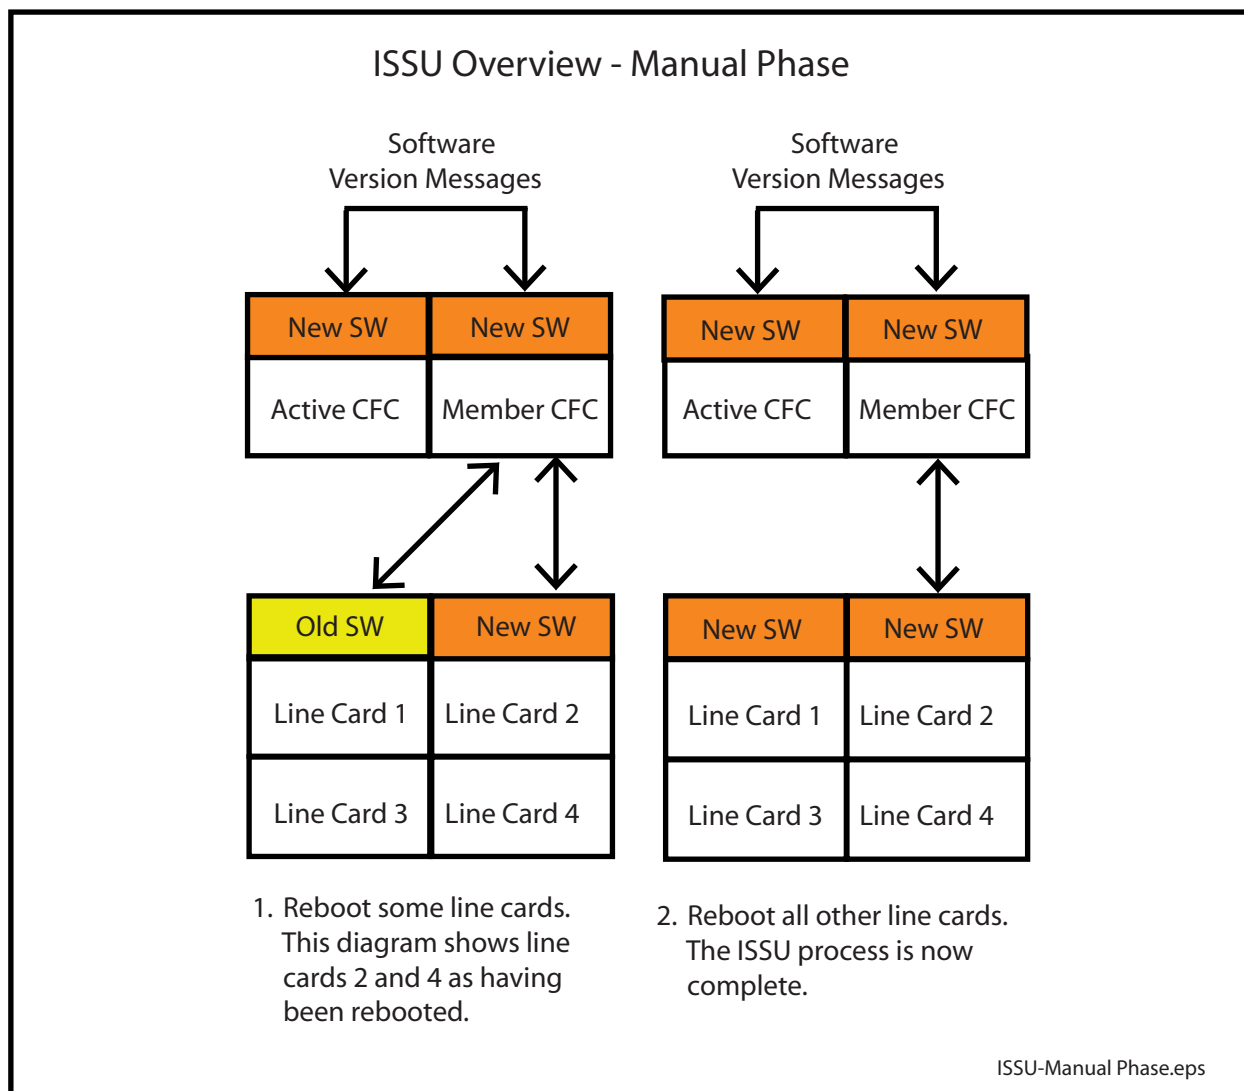 ISSU Overview - Manual Phase
Software
Version Messages
New SW
New SW
Active CFC
Member CFC
Old SW
New SW
Line Card 1
Line Card 2
Line Card 3
Line Card 4
1. Reboot some line cards.
This diagram shows line
cards 2 and 4 as having
been rebooted.
Software
Version Messages
New SW
New SW
Active CFC
Member CFC
New SW
New SW
Line Card 1
Line Card 2
Line Card 3
Line Card 4
2. Reboot all other line cards.
The ISSU process is now
complete.
ISSU-Manual Phase.eps